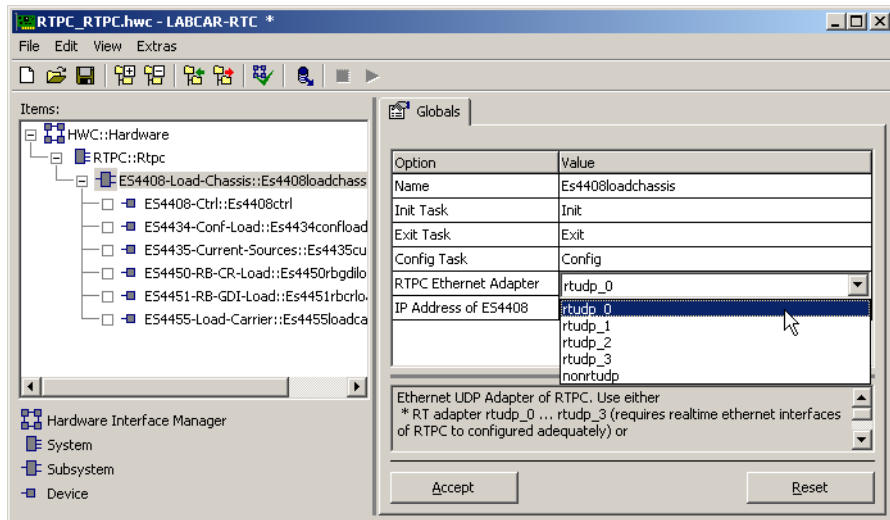 RTPC_RTPC.hwc - LABCAR-RTC *
File Edit View Extras
Items:
HWC::Hardware
RTPC::Rtpc
ES4408-Load-Chassis::Es4408loadchass
ES4408-Ctrl::Es4408ctrl
ES4434-Conf-Load::Es4434confload
ES4435-Current-Sources::Es4435cu
ES4450-RB-CR-Load::Es4450rbgdilo
ES4451-RB-GDI-Load::Es4451rbcrlo
ES4455-Load-Carrier::Es4455loadca
Hardware Interface Manager
System
Subsystem
Device
Globals
Option Value
Name Es4408loadchassis
Init Task Init
Exit Task Exit
Config Task Config
RTPC Ethernet Adapter rtudp_0
IP Address of ES4408
rtudp_0
rtudp_1
rtudp_2
rtudp_3
nonrtudp
Ethernet UDP Adapter of RTPC. Use either
* RT adapter rtudp_0 ... rtudp_3 (requires realtime ethernet interfaces
of RTPC to configured adequately) or
Accept Reset